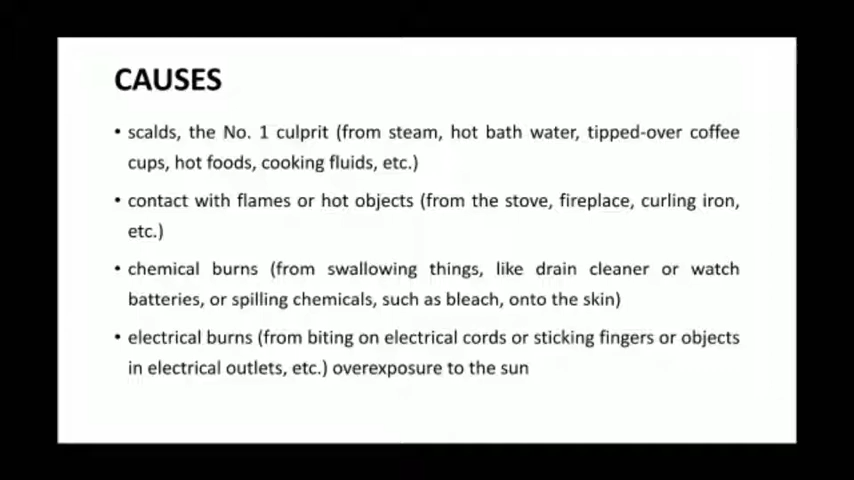 CAUSES
• scalds, the No. 1 culprit (from steam, hot bath water, tipped-over coffee
cups, hot foods, cooking fluids, etc.)
• contact with flames or hot objects (from the stove, fireplace, curling iron,
etc.)
• chemical burns (from swallowing things, like drain cleaner or watch
batteries, or spilling chemicals, such as bleach, onto the skin)
• electrical burns (from biting on electrical cords or sticking fingers or objects
in electrical outlets, etc.) overexposure to the sun